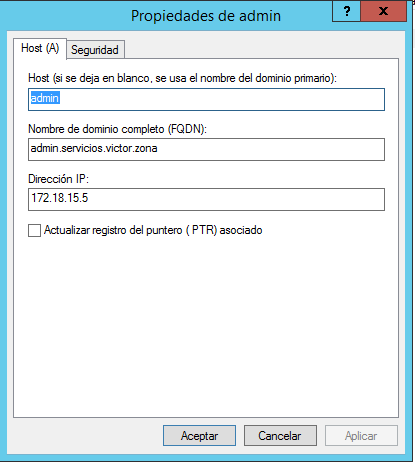 Propiedades de admin
? x
Host (A) Seguridad
Host (si se deja en blanco, se usa el nombre del dominio primario):
admin
Nombre de dominio completo (FQDN):
admin.servicios.victor.zona
Dirección IP:
172.18.15.5
Actualizar registro del puntero ( PTR) asociado
Aceptar Cancelar Aplicar